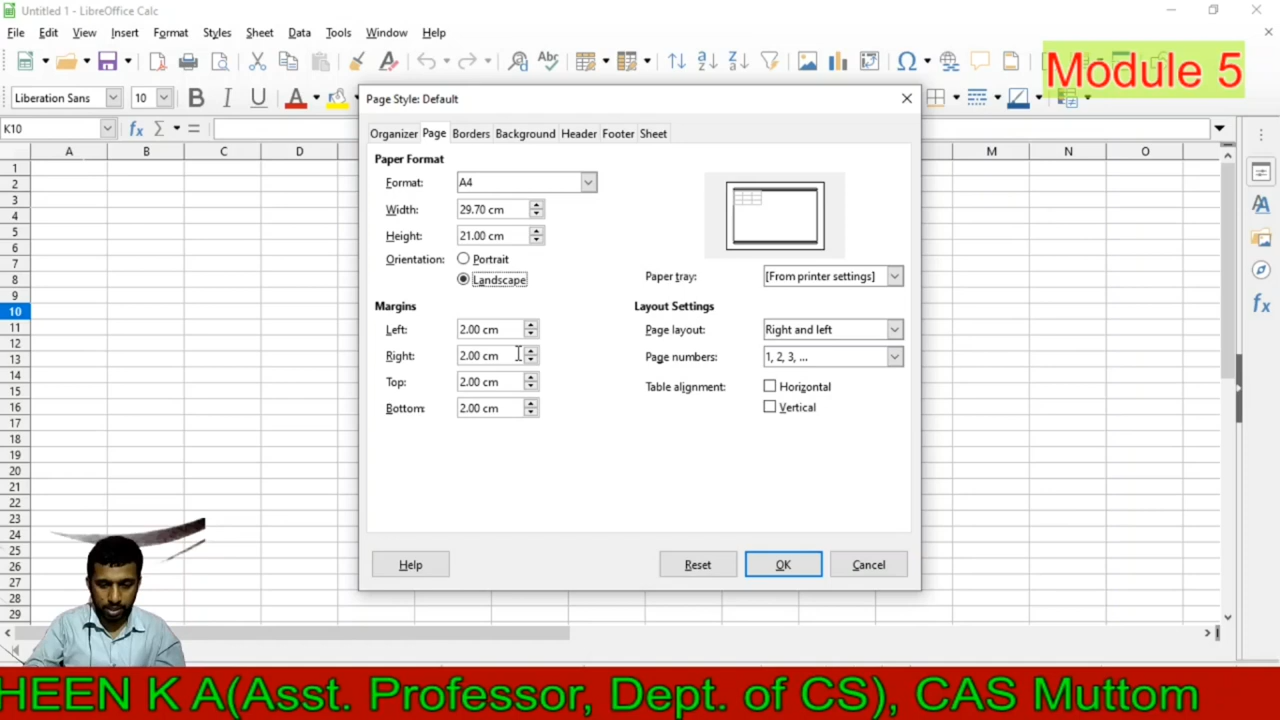 Untitled 1 - LibreOffice Calc
File Edit View Insert Format Styles Sheet Data Tools Window Help
Module 5
Liberation Sans 10
K10
A B C D M N O
Page Style: Default
Organizer Page Borders Background Header Footer Sheet
Paper Format
Format: A4
Width: 29.70 cm
Height: 21.00 cm
Orientation: Portrait
Landscape
Paper tray: [From printer settings]
Margins
Layout Settings
Left: 2.00 cm
Page layout: Right and left
Right: 2.00 cm
Page numbers: 1, 2, 3, ...
Top: 2.00 cm
Table alignment: Horizontal
Bottom: 2.00 cm
Vertical
Help Reset OK Cancel
1
2
3
4
5
6
7
8
9
10
11
12
13
14
15
16
17
18
19
20
21
22
23
24
25
26
27
28
29
HEEN K A(Asst. Professor, Dept. of CS), CAS Muttom